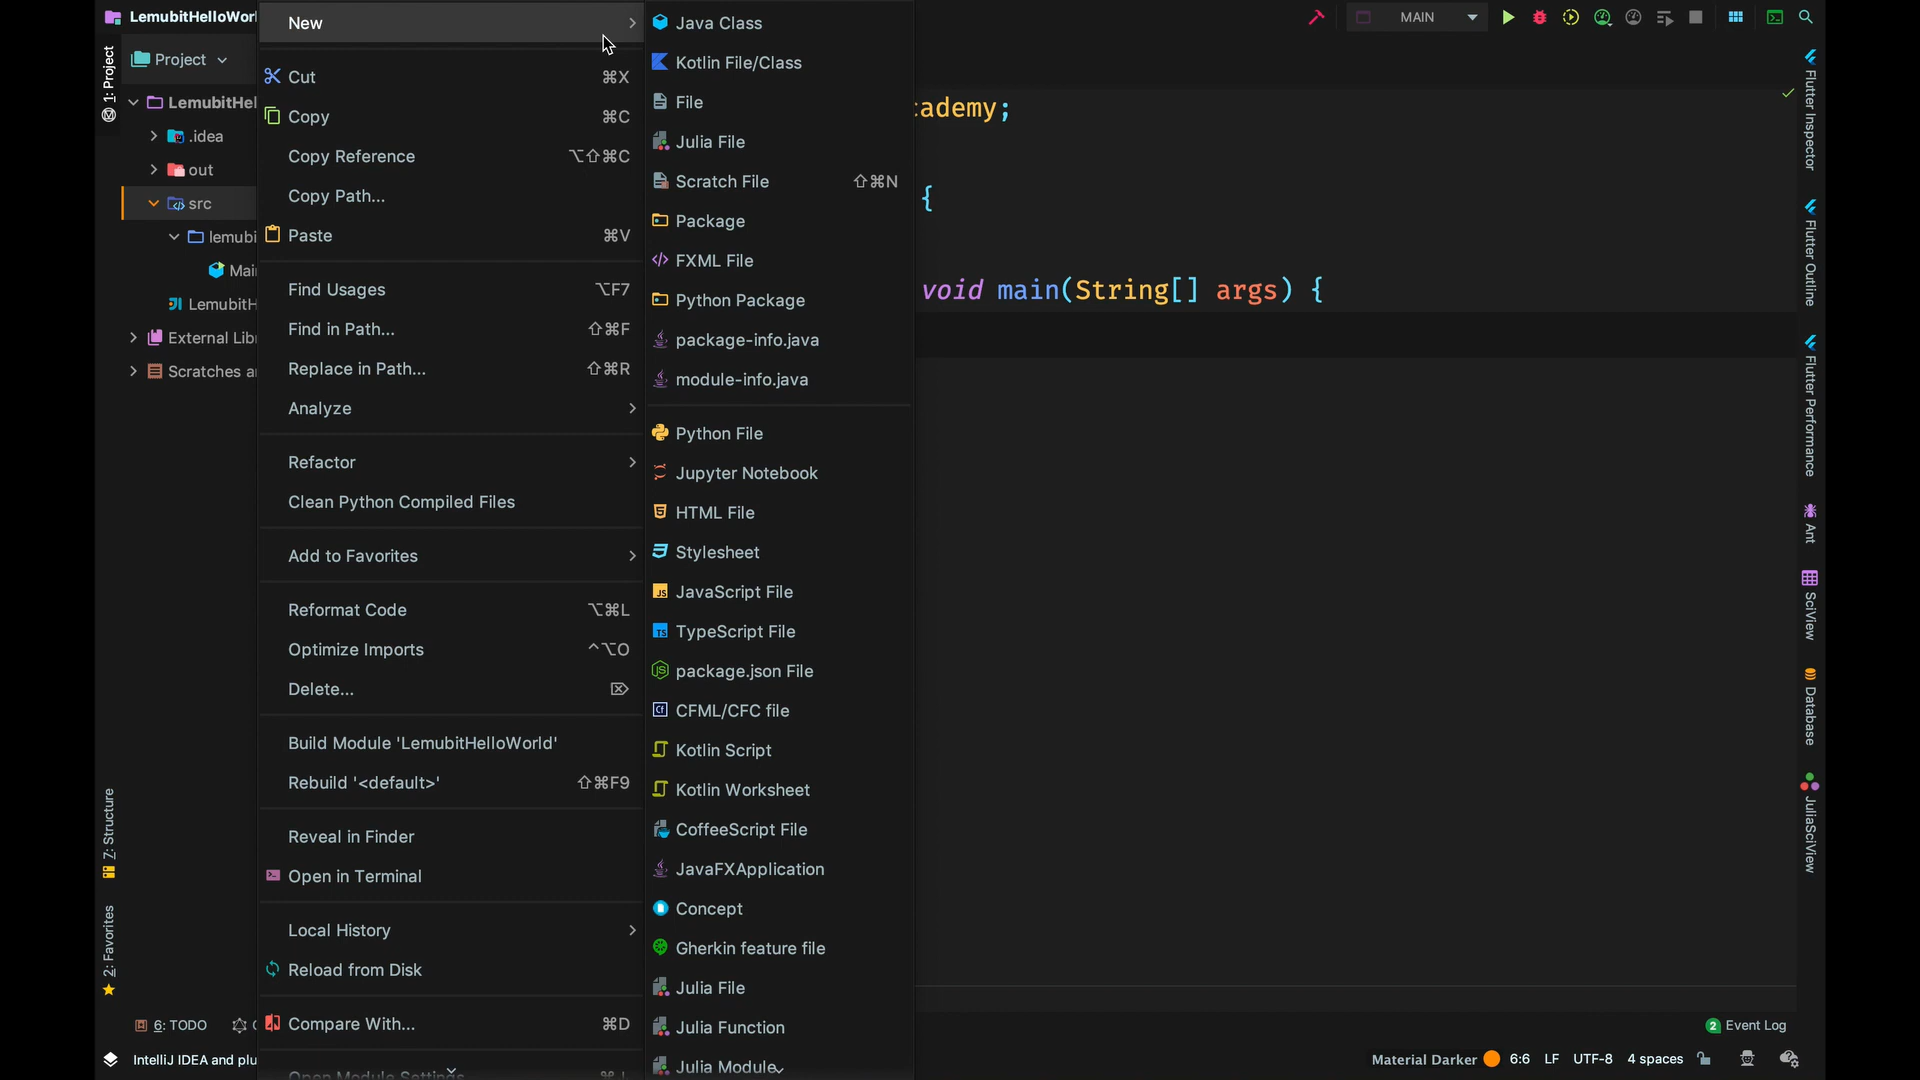 LemubitHelloWor
MAIN
1: Project
Project
LemubitHel
.idea
out
src
lemubi
Mai
LemubitH
External Lib
Scratches a
7: Structure
2: Favorites
6: TODO
IntelliJ IDEA and plu
New
Cut ⌘X
Copy ⌘C
Copy Reference ⌥⇧⌘C
Copy Path...
Paste ⌘V
Find Usages ⌥F7
Find in Path... ⇧⌘F
Replace in Path... ⇧⌘R
Analyze
Refactor
Clean Python Compiled Files
Add to Favorites
Reformat Code ⌥⌘L
Optimize Imports ^⌥O
Delete... ⌦
Build Module 'LemubitHelloWorld'
Rebuild '<default>' ⇧⌘F9
Reveal in Finder
Open in Terminal
Local History
Reload from Disk
Compare With... ⌘D
Open Module Settings
Java Class
Kotlin File/Class
File
Julia File
Scratch File ⇧⌘N
Package
FXML File
Python Package
package-info.java
module-info.java
Python File
Jupyter Notebook
HTML File
Stylesheet
JavaScript File
TypeScript File
package.json File
CFML/CFC file
Kotlin Script
Kotlin Worksheet
CoffeeScript File
JavaFXApplication
Concept
Gherkin feature file
Julia File
Julia Function
Julia Module
cademy;
{
void main(String[] args) {
Flutter Inspector
Flutter Outline
Flutter Performance
Ant
SciView
Database
JuliaSciView
2 Event Log
Material Darker 6:6 LF UTF-8 4 spaces